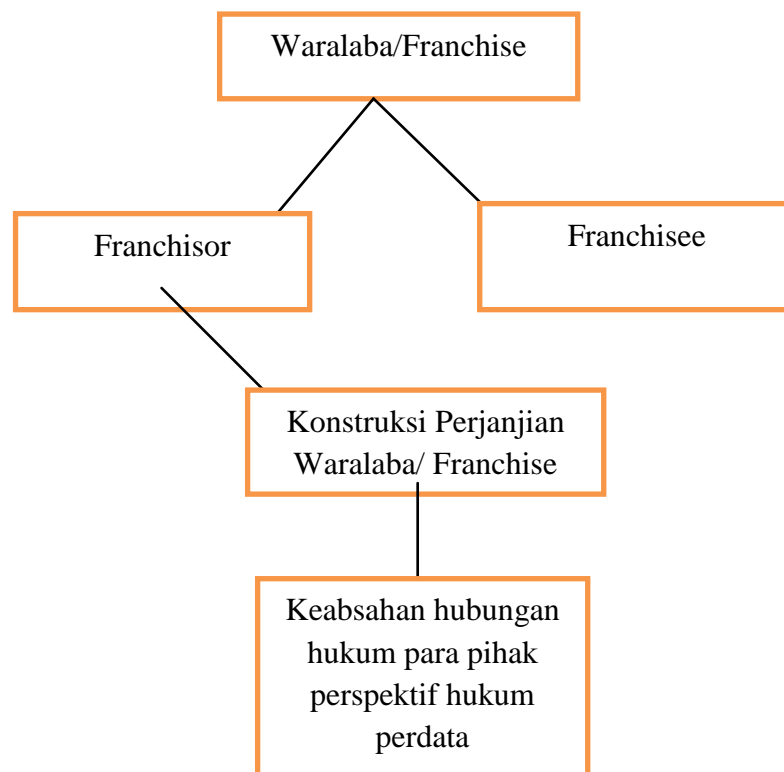 Waralaba/Franchise
Franchisor
Franchisee
Konstruksi Perjanjian
Waralaba/ Franchise
Keabsahan hubungan
hukum para pihak
perspektif hukum
perdata